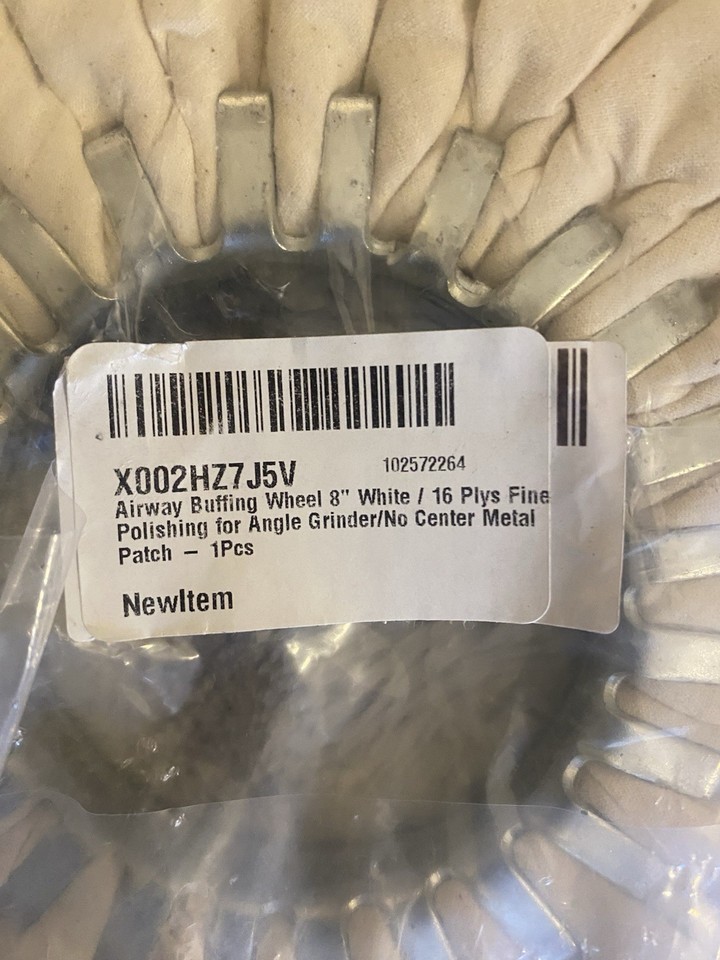 X002HZ7J5V 102572264
Airway Buffing Wheel 8" White / 16 Plys Fine
Polishing for Angle Grinder/No Center Metal
Patch – 1Pcs
NewItem